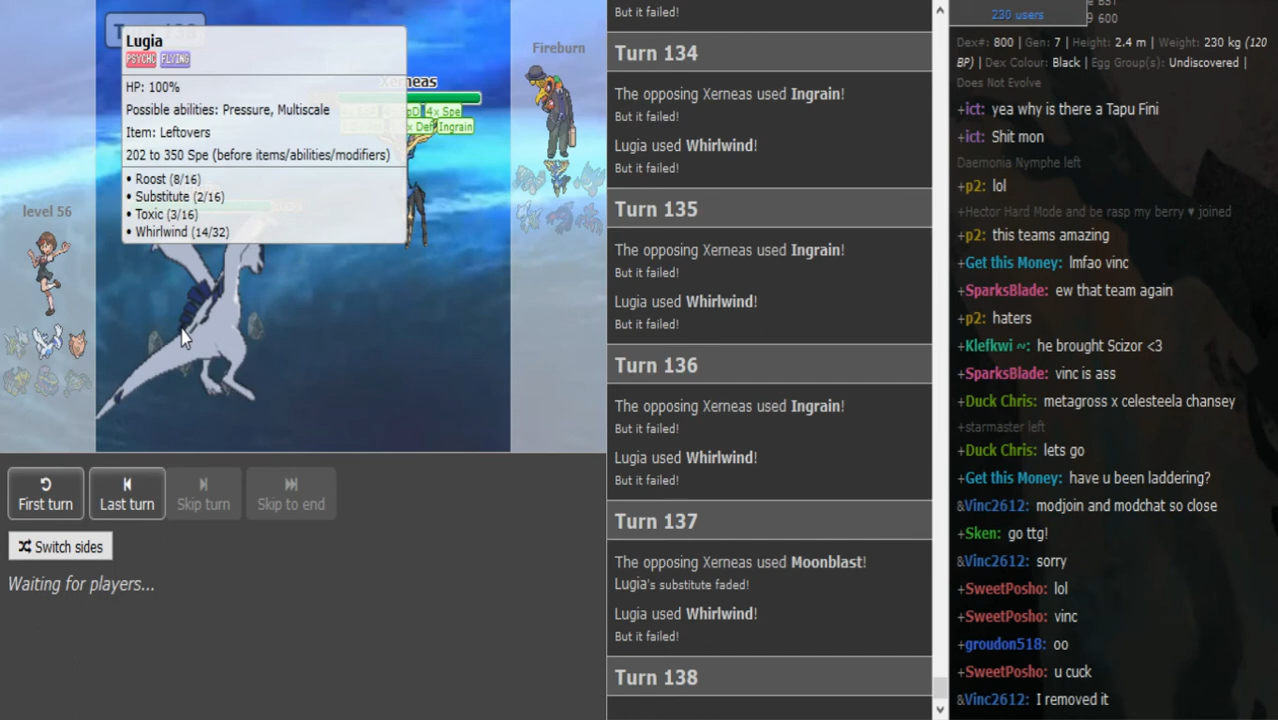 Lugia
PSYCHC FLYING
HP: 100%
Possible abilities: Pressure, Multiscale
Item: Leftovers
202 to 350 Spe (before items/abilities/modifiers)
• Roost (8/16)
• Substitute (2/16)
• Toxic (3/16)
• Whirlwind (14/32)
Xerneas
4x Spe
Ingrain
Fireburn
level 56
First turn
Last turn
Skip turn
Skip to end
Switch sides
Waiting for players...
But it failed!
Turn 134
The opposing Xerneas used Ingrain!
But it failed!
Lugia used Whirlwind!
But it failed!
Turn 135
The opposing Xerneas used Ingrain!
But it failed!
Lugia used Whirlwind!
But it failed!
Turn 136
The opposing Xerneas used Ingrain!
But it failed!
Lugia used Whirlwind!
But it failed!
Turn 137
The opposing Xerneas used Moonblast!
Lugia's substitute faded!
Lugia used Whirlwind!
But it failed!
Turn 138
230 users
600
Dex#: 800 | Gen: 7 | Height: 2.4 m | Weight: 230 kg (120
BP) | Dex Colour: Black | Egg Group(s): Undiscovered |
Does Not Evolve
+ict: yea why is there a Tapu Fini
+ict: Shit mon
Daemonia Nymphe left
+p2: lol
+Hector Hard Mode and be rasp my berry ♥ joined
+p2: this teams amazing
+Get this Money: lmfao vinc
+SparksBlade: ew that team again
+p2: haters
+Klefkwi ~: he brought Scizor <3
+SparksBlade: vinc is ass
+Duck Chris: metagross x celesteela chansey
+starmaster left
+Duck Chris: lets go
+Get this Money: have u been laddering?
&Vinc2612: modjoin and modchat so close
+Sken: go ttg!
&Vinc2612: sorry
+SweetPosho: lol
+SweetPosho: vinc
+groudon518: oo
+SweetPosho: u cuck
&Vinc2612: I removed it